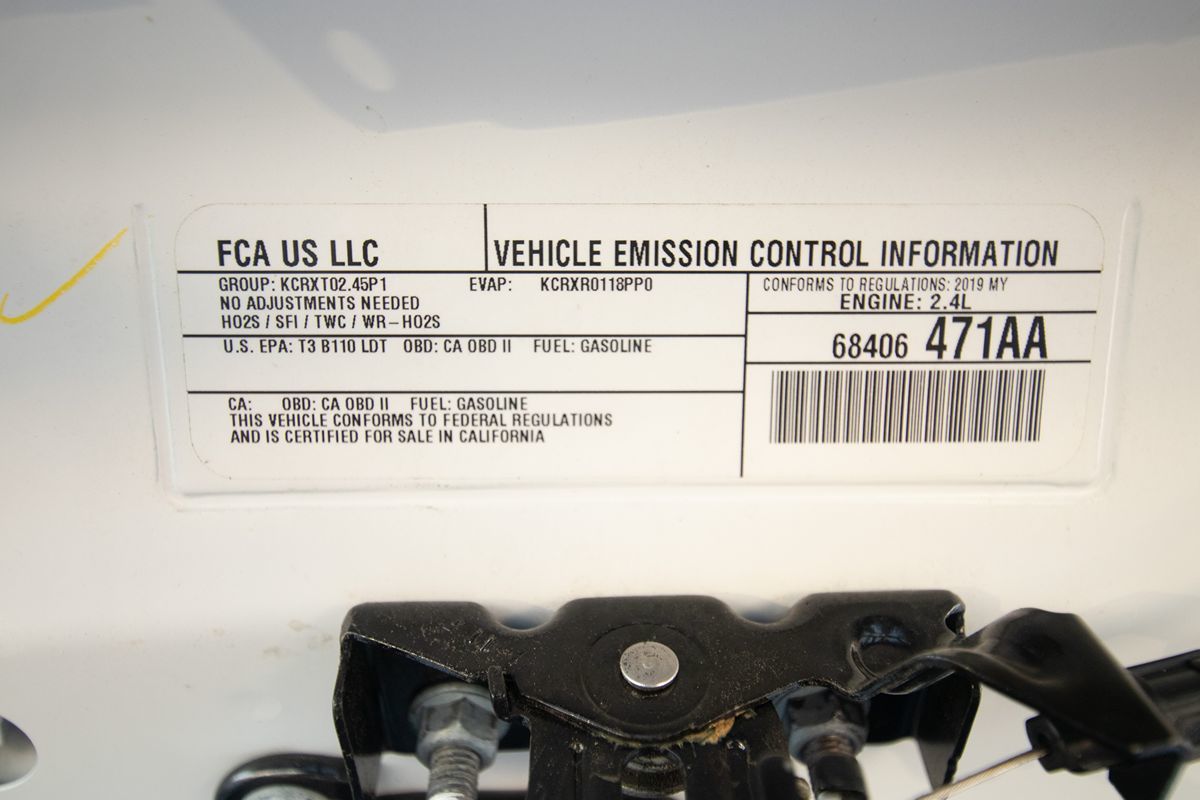 FCA US LLC
VEHICLE EMISSION CONTROL INFORMATION
GROUP: KCRXT02.45P1 EVAP: KCRXR0118PP0
NO ADJUSTMENTS NEEDED
HO2S / SFI / TWC / WR-HO2S
U.S. EPA: T3 B110 LDT OBD: CA OBD II FUEL: GASOLINE
CA: OBD: CA OBD II FUEL: GASOLINE
THIS VEHICLE CONFORMS TO FEDERAL REGULATIONS
AND IS CERTIFIED FOR SALE IN CALIFORNIA
CONFORMS TO REGULATIONS: 2019 MY
ENGINE: 2.4L
68406 471AA